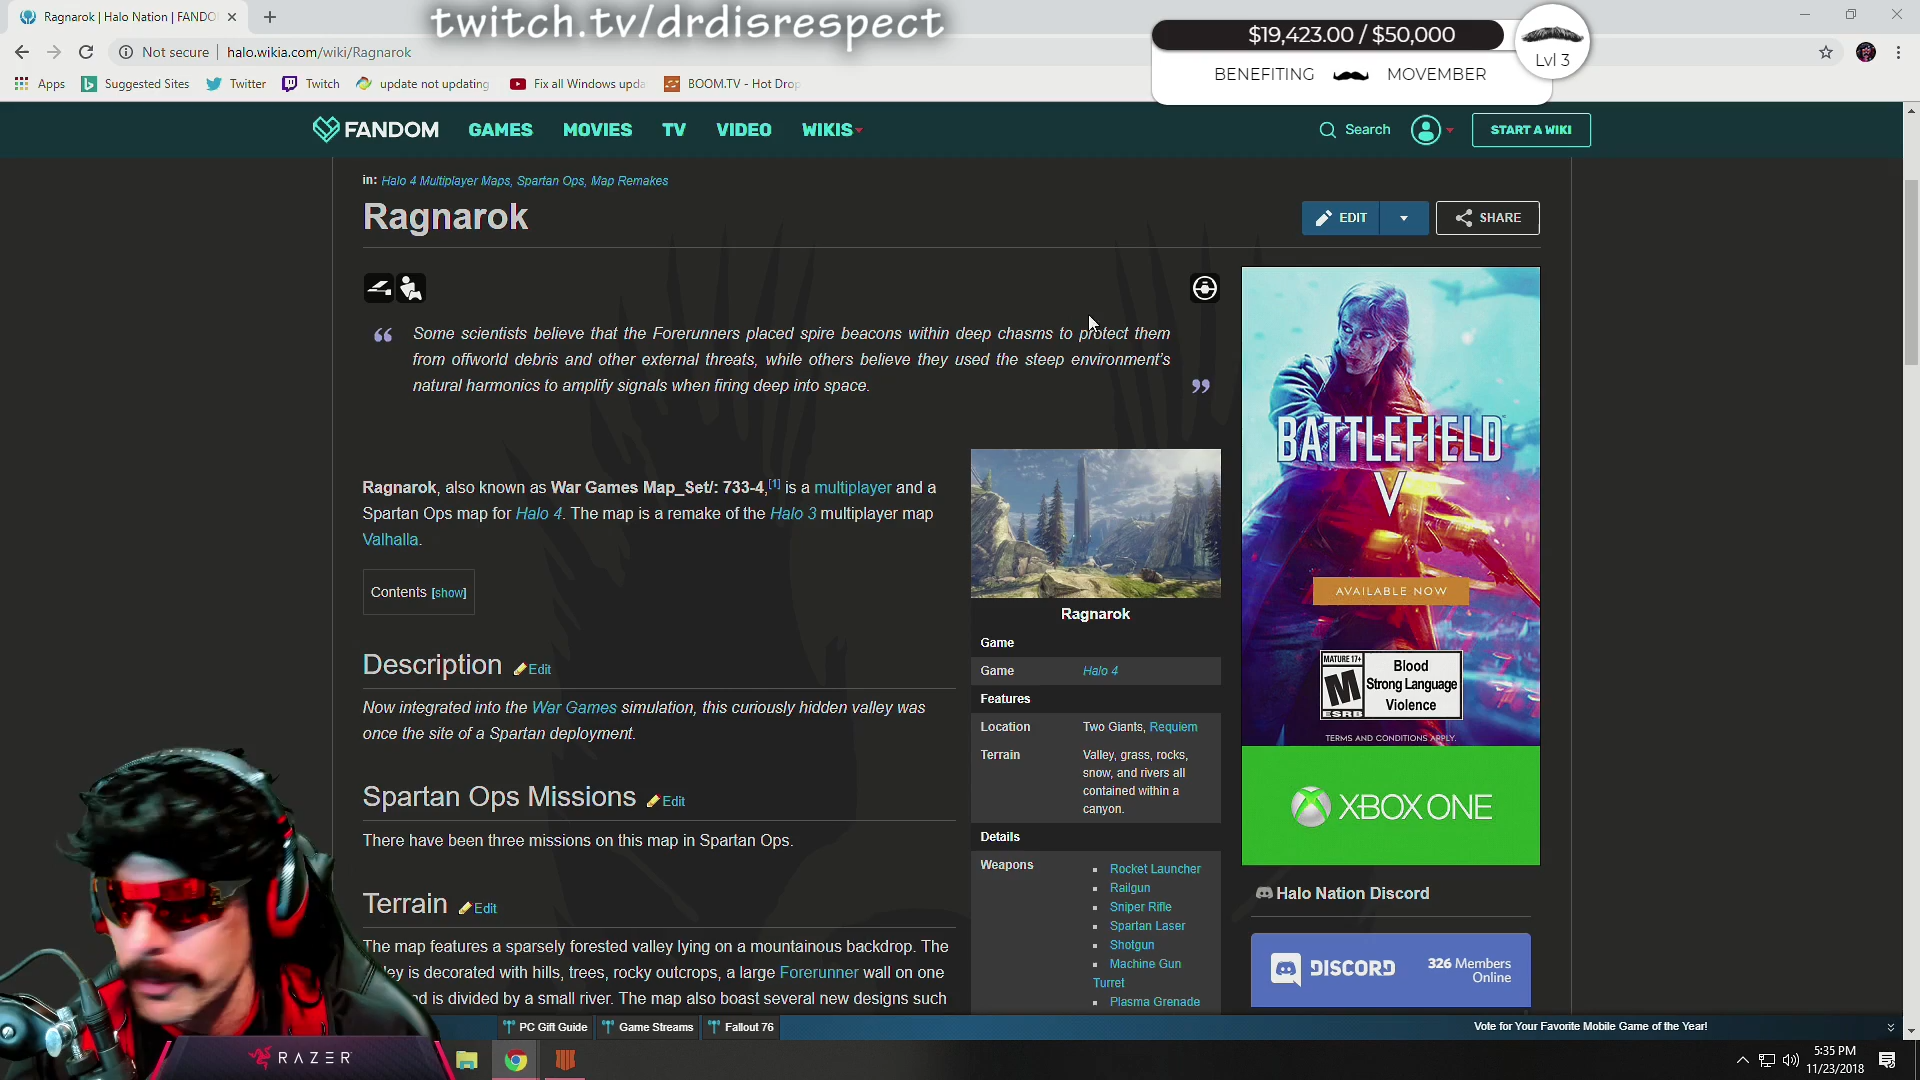 Ragnarok | Halo Nation | FANDO
twitch.tv/drdisrespect
$19,423.00 / $50,000
BENEFITING MOVEMBER
Lvl 3
Not secure | halo.wikia.com/wiki/Ragnarok
Apps Suggested Sites Twitter Twitch update not updating Fix all Windows upda BOOM.TV - Hot Drop
FANDOM GAMES MOVIES TV VIDEO WIKIS Search START A WIKI
in: Halo 4 Multiplayer Maps, Spartan Ops, Map Remakes
Ragnarok
EDIT SHARE
“ Some scientists believe that the Forerunners placed spire beacons within deep chasms to protect them
from offworld debris and other external threats, while others believe they used the steep environment’s
natural harmonics to amplify signals when firing deep into space. ”
Ragnarok, also known as War Games Map_Set/: 733-4,[1] is a multiplayer and a
Spartan Ops map for Halo 4. The map is a remake of the Halo 3 multiplayer map
Valhalla.
Contents [show]
Description Edit
Now integrated into the War Games simulation, this curiously hidden valley was
once the site of a Spartan deployment.
Spartan Ops Missions Edit
There have been three missions on this map in Spartan Ops.
Terrain Edit
The map features a sparsely forested valley lying on a mountainous backdrop. The
ley is decorated with hills, trees, rocky outcrops, a large Forerunner wall on one
d is divided by a small river. The map also boast several new designs such
Ragnarok
Game
Game Halo 4
Features
Location Two Giants, Requiem
Terrain Valley, grass, rocks,
snow, and rivers all
contained within a
canyon.
Details
Weapons
Rocket Launcher
Railgun
Sniper Rifle
Spartan Laser
Shotgun
Machine Gun
Turret
Plasma Grenade
BATTLEFIELD
V
AVAILABLE NOW
MATURE 17+
M
ESRB
Blood
Strong Language
Violence
TERMS AND CONDITIONS APPLY.
XBOX ONE
Halo Nation Discord
DISCORD
326 Members
Online
PC Gift Guide Game Streams Fallout 76
Vote for Your Favorite Mobile Game of the Year!
RAZER
5:35 PM
11/23/2018